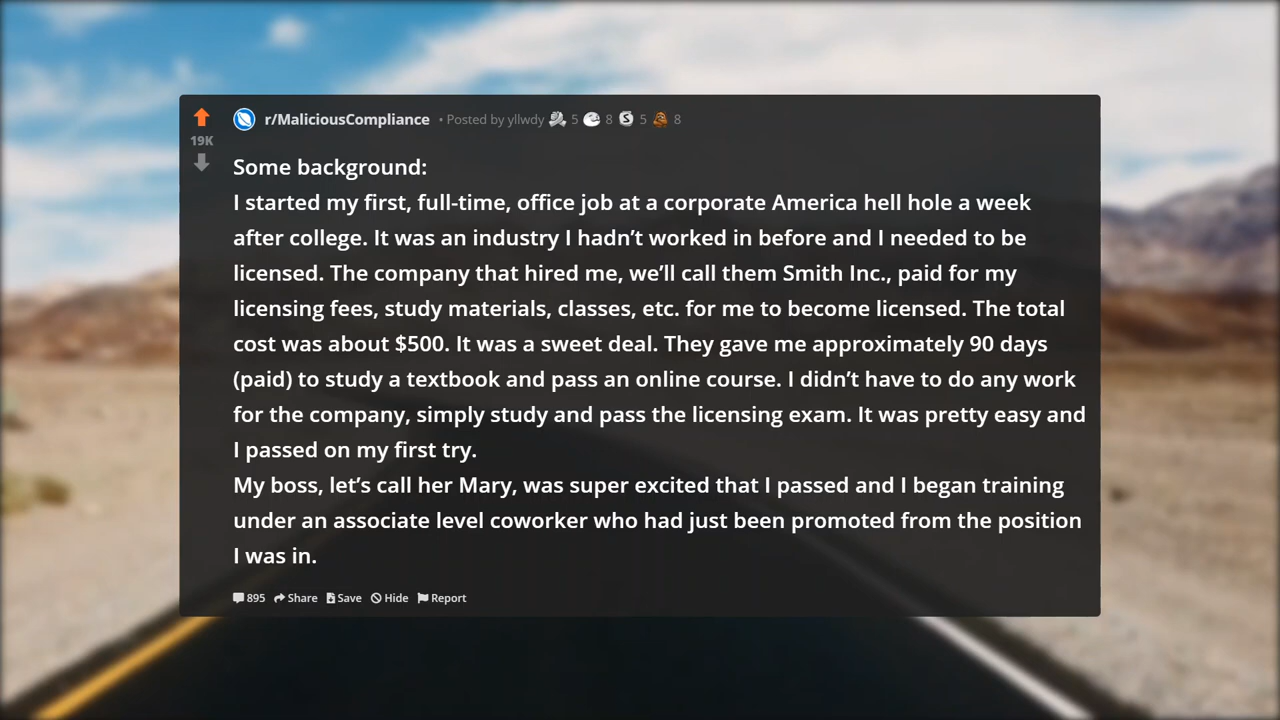 r/MaliciousCompliance • Posted by yllwdy 5 8 5 8
19K
Some background:
I started my first, full-time, office job at a corporate America hell hole a week
after college. It was an industry I hadn’t worked in before and I needed to be
licensed. The company that hired me, we’ll call them Smith Inc., paid for my
licensing fees, study materials, classes, etc. for me to become licensed. The total
cost was about $500. It was a sweet deal. They gave me approximately 90 days
(paid) to study a textbook and pass an online course. I didn’t have to do any work
for the company, simply study and pass the licensing exam. It was pretty easy and
I passed on my first try.
My boss, let’s call her Mary, was super excited that I passed and I began training
under an associate level coworker who had just been promoted from the position
I was in.
895 Share Save Hide Report